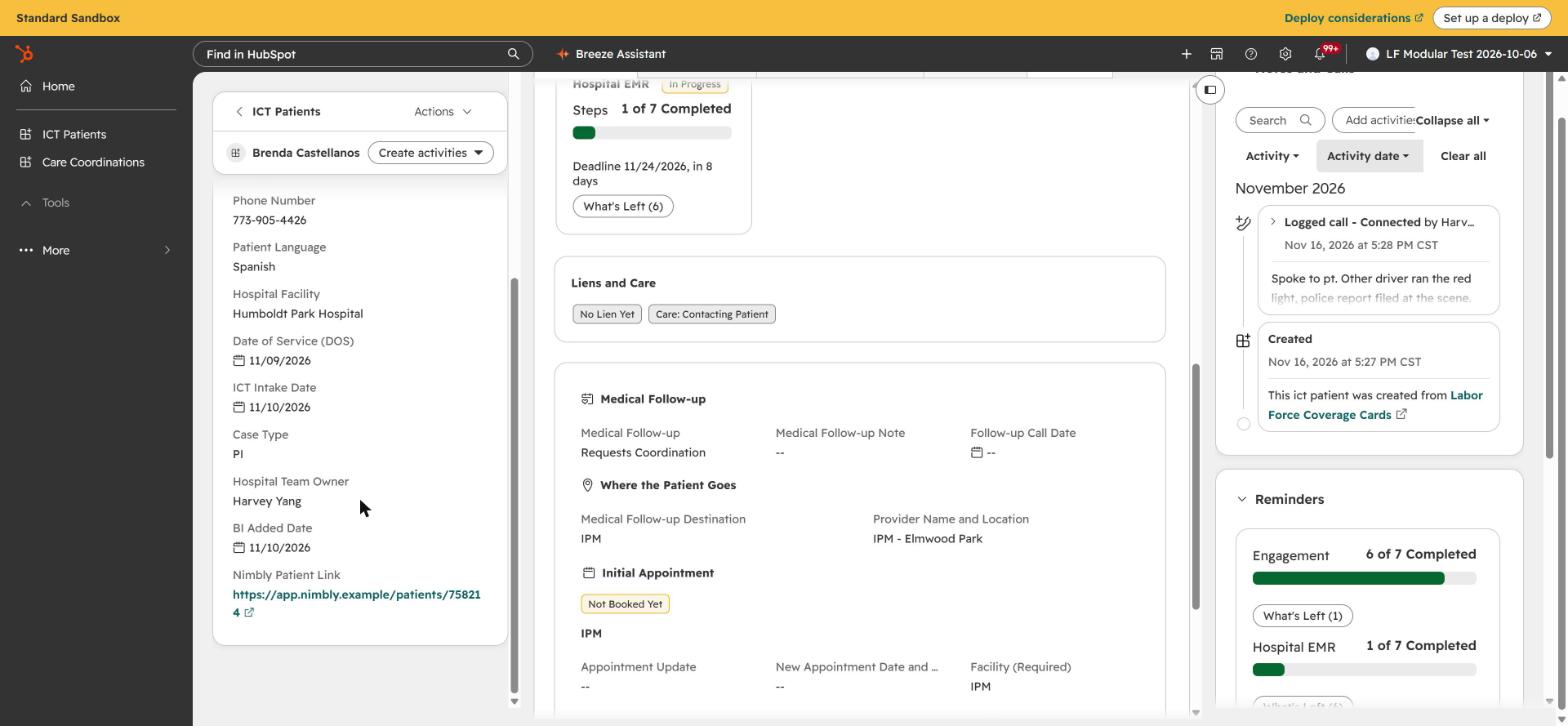 Standard Sandbox
Deploy considerations
Set up a deploy
Find in HubSpot
Breeze Assistant
99+
LF Modular Test 2026-10-06
Home
ICT Patients
Care Coordinations
Tools
More
ICT Patients
Actions
Brenda Castellanos
Create activities
Phone Number
773-905-4426
Patient Language
Spanish
Hospital Facility
Humboldt Park Hospital
Date of Service (DOS)
11/09/2026
ICT Intake Date
11/10/2026
Case Type
PI
Hospital Team Owner
Harvey Yang
BI Added Date
11/10/2026
Nimbly Patient Link
https://app.nimbly.example/patients/75821
4
Hospital EMR
In Progress
Steps 1 of 7 Completed
Deadline 11/24/2026, in 8
days
What's Left (6)
Liens and Care
No Lien Yet
Care: Contacting Patient
Medical Follow-up
Medical Follow-up
Requests Coordination
Medical Follow-up Note
--
Follow-up Call Date
--
Where the Patient Goes
Medical Follow-up Destination
IPM
Provider Name and Location
IPM - Elmwood Park
Initial Appointment
Not Booked Yet
IPM
Appointment Update
--
New Appointment Date and ...
--
Facility (Required)
IPM
Search
Add activities
Collapse all
Activity
Activity date
Clear all
November 2026
Logged call - Connected by Harv...
Nov 16, 2026 at 5:28 PM CST
Spoke to pt. Other driver ran the red
light, police report filed at the scene.
Created
Nov 16, 2026 at 5:27 PM CST
This ict patient was created from Labor
Force Coverage Cards
Reminders
Engagement
6 of 7 Completed
What's Left (1)
Hospital EMR
1 of 7 Completed
What's Left (6)